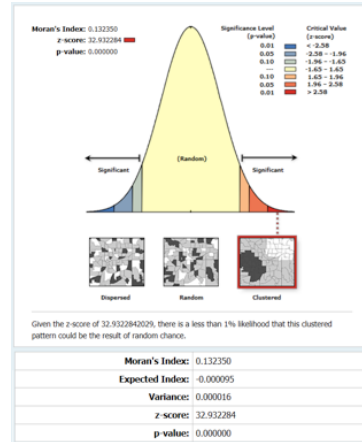 Moran's Index: 0.132350
z-score: 32.932284
p-value: 0.000000
Significance Level
(p-value)
Critical Value
(z-score)
0.01 < -2.58
0.05 -2.58 - -1.96
0.10 -1.96 - -1.65
— -1.65 - 1.65
0.10 1.65 - 1.96
0.05 1.96 - 2.58
0.01 > 2.58
(Random)
Significant
Significant
Dispersed
Random
Clustered
Given the z-score of 32.9322842029, there is a less than 1% likelihood that this clustered
pattern could be the result of random chance.
Moran's Index: 0.132350
Expected Index: -0.000095
Variance: 0.000016
z-score: 32.932284
p-value: 0.000000